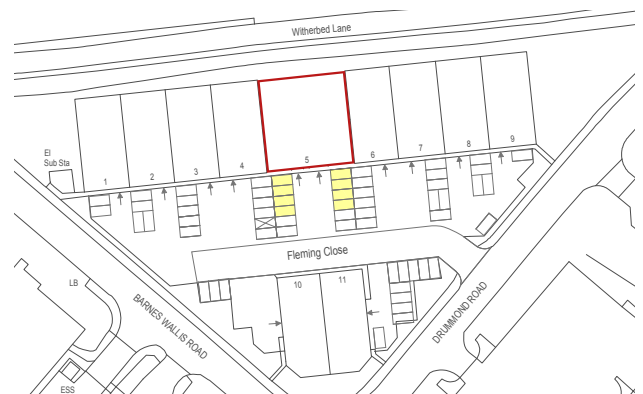 Witherbed Lane
El
Sub Sta
1
2
3
4
5
6
7
8
9
Fleming Close
LB
BARNES WALLIS ROAD
10
11
DRUMMOND ROAD
ESS